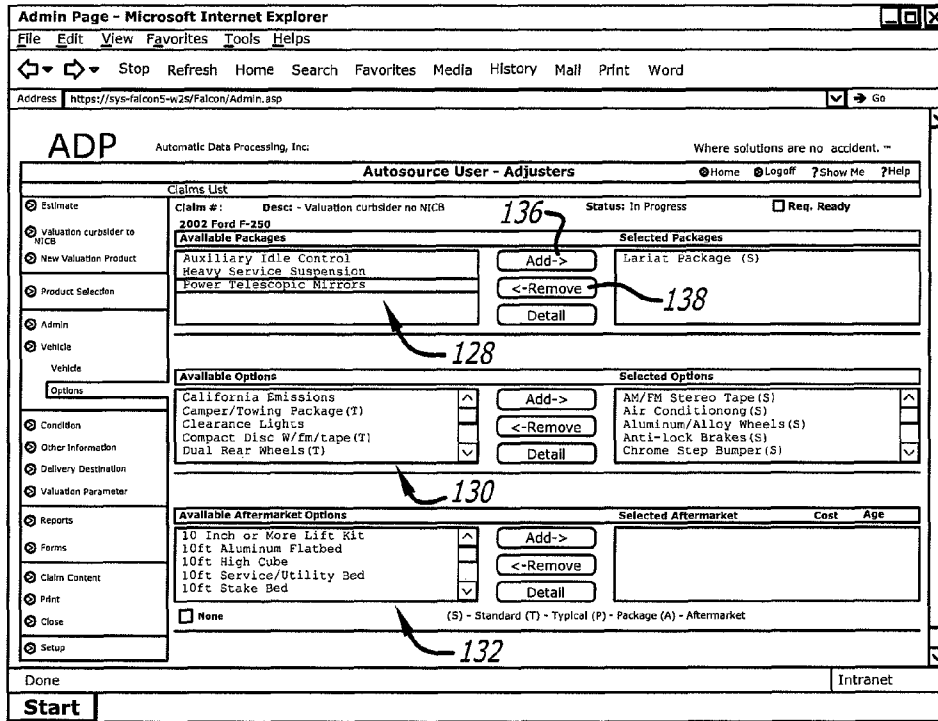 Admin Page - Microsoft Internet Explorer
File Edit View Favorites Tools Helps
Stop Refresh Home Search Favorites Media History Mail Print Word
Address https://sys-falcon5-w2s/Falcon/Admin.asp Go
ADP Automatic Data Processing, Inc: Where solutions are no accident. ™
Autosource User - Adjusters Home Logoff ?Show Me ?Help
Claims List
Estimate
Valuation curbsider to NICB
New Valuation Product
Product Selection
Admin
Vehicle
Vehicle
Options
Condition
Other Information
Delivery Destination
Valuation Parameter
Reports
Forms
Claim Content
Print
Close
Setup
Claim #: Desc: - Valuation curbsider no NICB Status: In Progress Req. Ready
136
2002 Ford F-250
Available Packages Selected Packages
Auxiliary Idle Control Add-> Lariat Package (S)
Heavy Service Suspension
Power Telescopic Mirrors <-Remove 138
Detail
128
Available Options Selected Options
California Emissions Add-> AM/FM Stereo Tape(S)
Camper/Towing Package(T) Air Conditionong(S)
Clearance Lights <-Remove Aluminum/Alloy Wheels(S)
Compact Disc W/fm/tape(T) Anti-lock Brakes(S)
Dual Rear Wheels(T) Detail Chrome Step Bumper(S)
130
Available Aftermarket Options Selected Aftermarket Cost Age
10 Inch or More Lift Kit Add->
10ft Aluminum Flatbed
10ft High Cube <-Remove
10ft Service/Utility Bed
10ft Stake Bed Detail
None (S) - Standard (T) - Typical (P) - Package (A) - Aftermarket
132
Done Intranet
Start